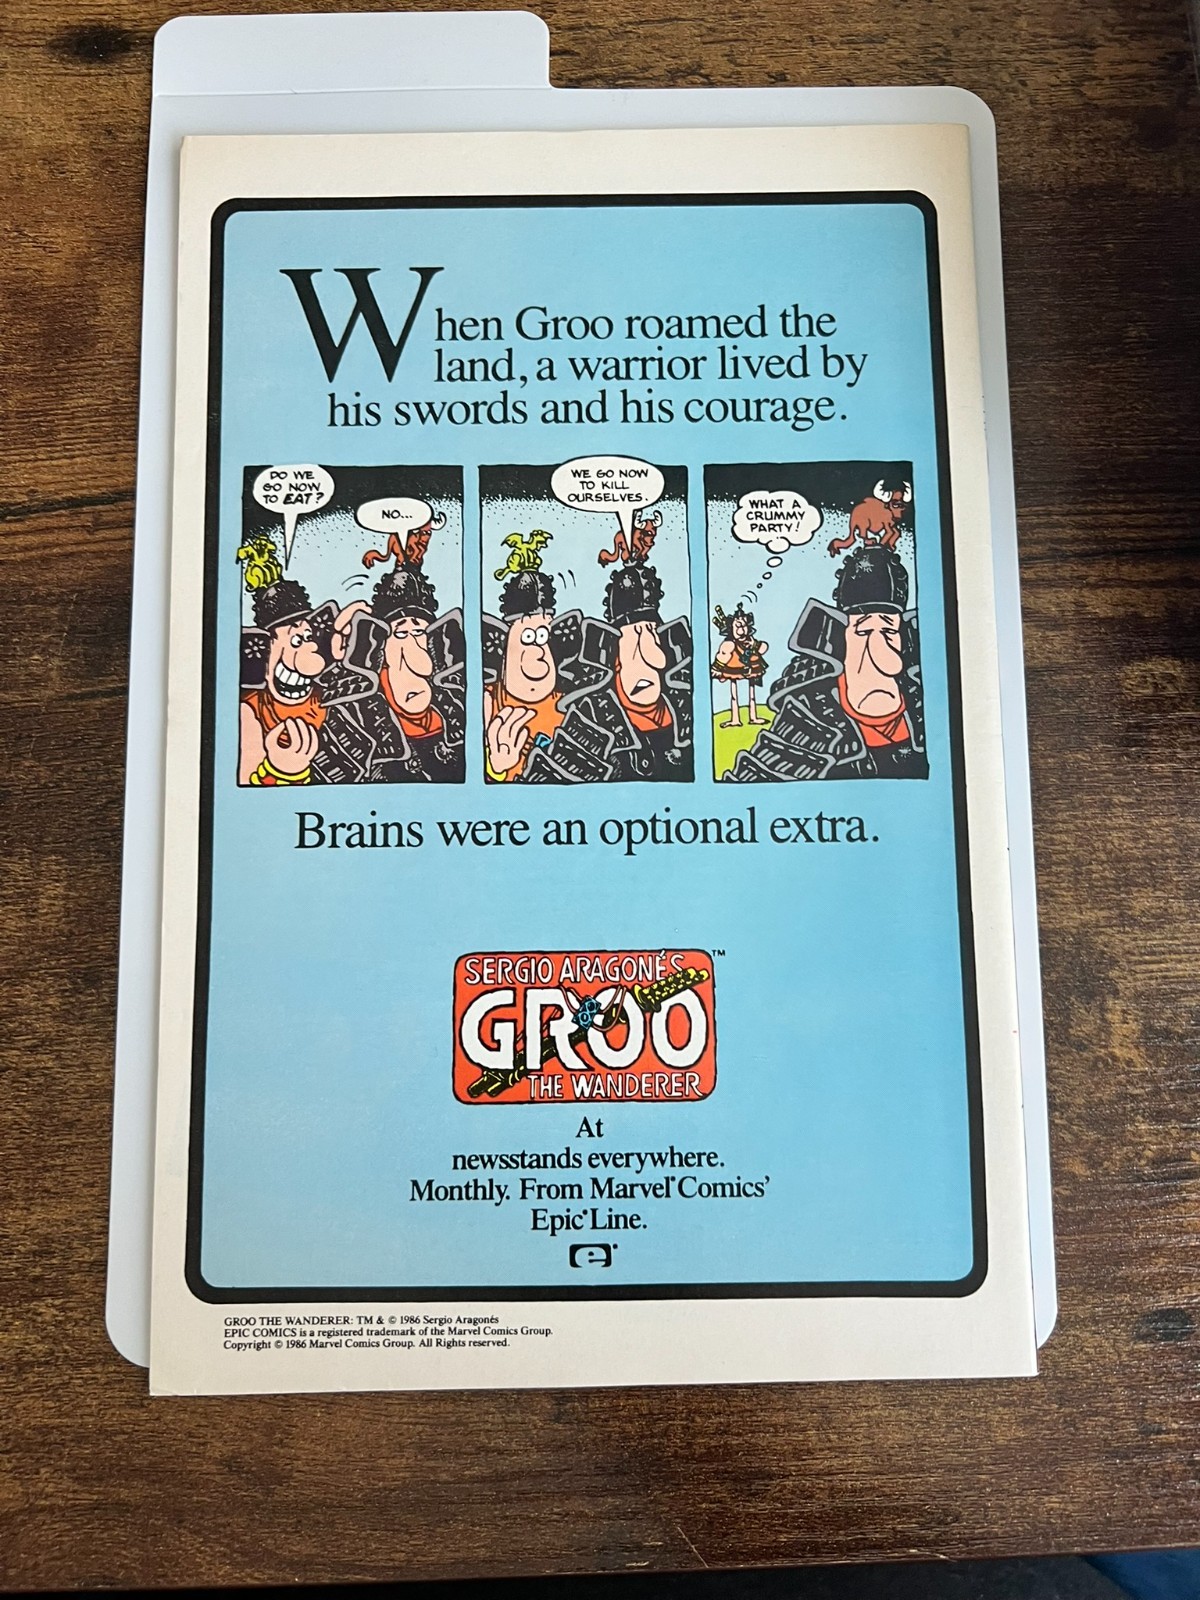 When Groo roamed the
land, a warrior lived by
his swords and his courage.
DO WE
GO NOW
TO EAT?
NO...
WE GO NOW
TO KILL
OURSELVES.
WHAT A
CRUMMY
PARTY!
Brains were an optional extra.
SERGIO ARAGONÉS
TM
GROO
THE WANDERER
At
newsstands everywhere.
Monthly. From Marvel® Comics'
Epic® Line.
e®
GROO THE WANDERER: TM & © 1986 Sergio Aragonés
EPIC COMICS is a registered trademark of the Marvel Comics Group.
Copyright © 1986 Marvel Comics Group. All Rights reserved.